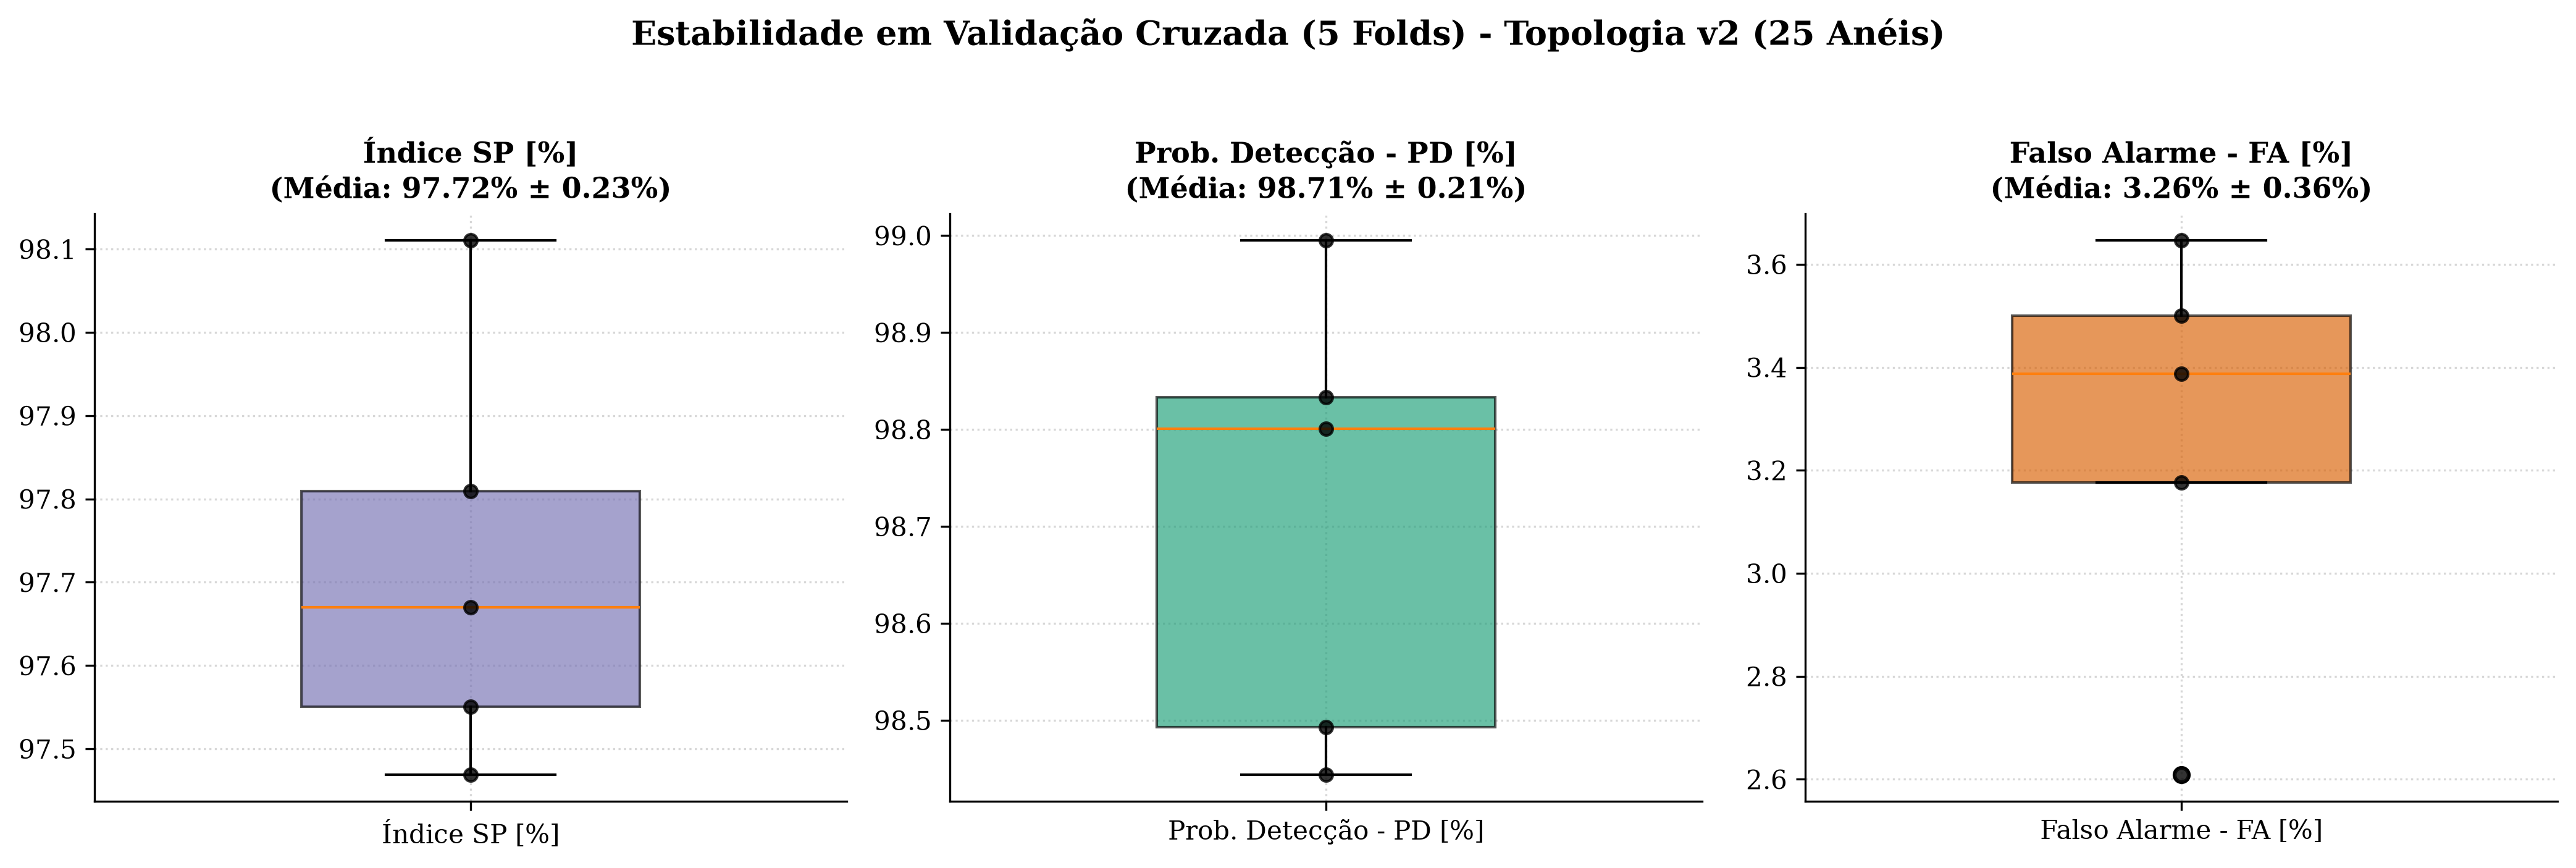 Estabilidade em Validação Cruzada (5 Folds) - Topologia v2 (25 Anéis)
Índice SP [%]
(Média: 97.72% ± 0.23%)
98.1
98.0
97.9
97.8
97.7
97.6
97.5
Índice SP [%]
Prob. Detecção - PD [%]
(Média: 98.71% ± 0.21%)
99.0
98.9
98.8
98.7
98.6
98.5
Prob. Detecção - PD [%]
Falso Alarme - FA [%]
(Média: 3.26% ± 0.36%)
3.6
3.4
3.2
3.0
2.8
2.6
Falso Alarme - FA [%]